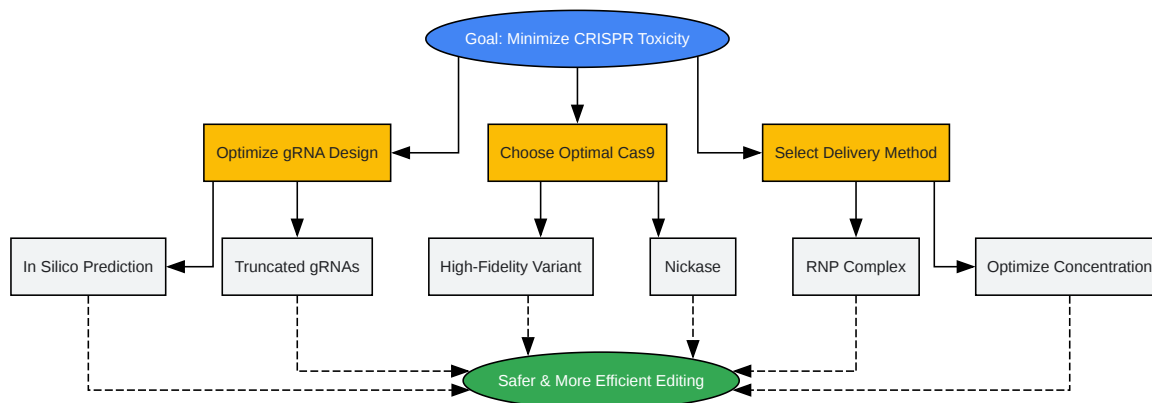 Goal: Minimize CRISPR Toxicity
Optimize gRNA Design
Choose Optimal Cas9
Select Delivery Method
In Silico Prediction
Truncated gRNAs
High-Fidelity Variant
Nickase
RNP Complex
Optimize Concentration
Safer & More Efficient Editing